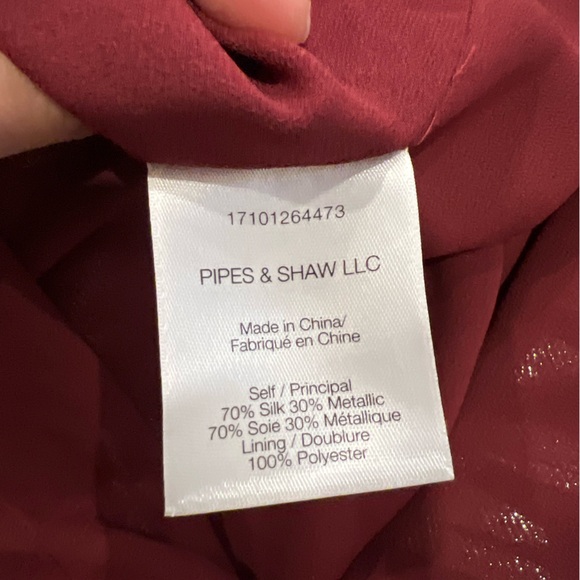 17101264473
PIPES & SHAW LLC
Made in China/
Fabriqué en Chine
Self / Principal
70% Silk 30% Metallic
70% Soie 30% Métallique
Lining / Doublure
100% Polyester